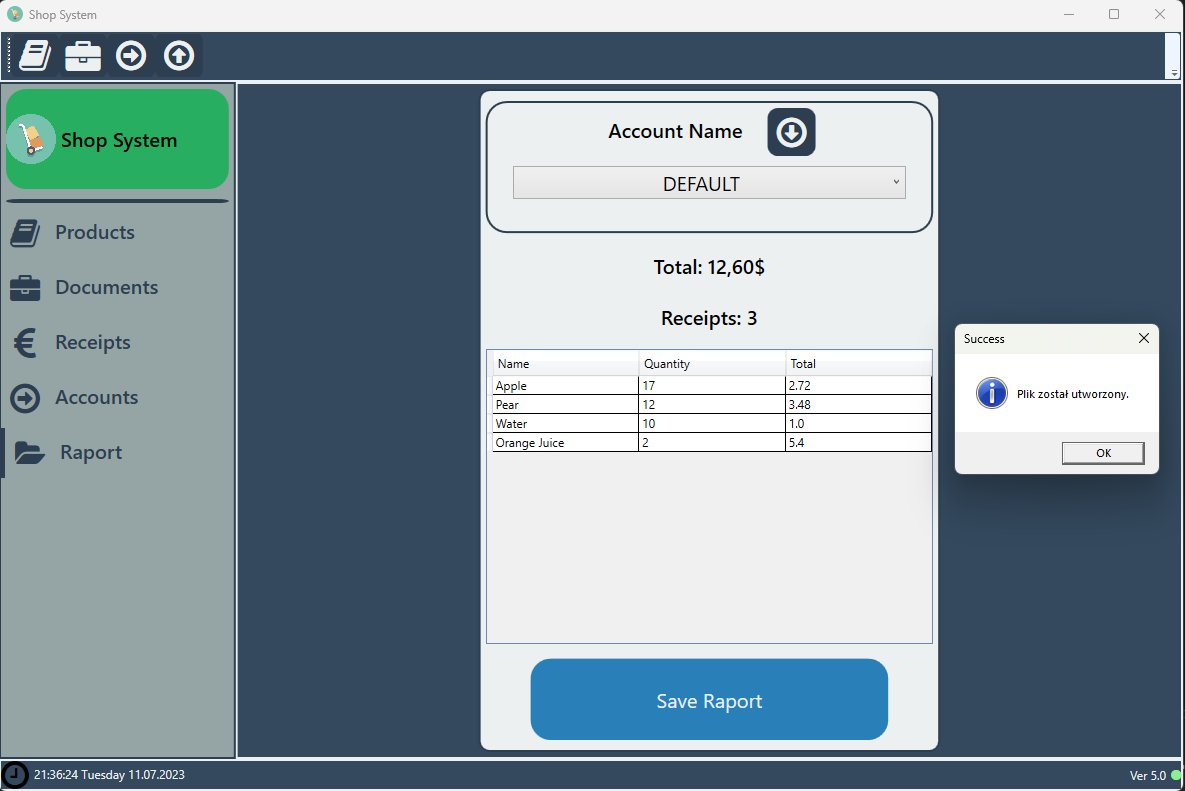 Shop System
Shop System
Products
Documents
Receipts
Accounts
Raport
Account Name
DEFAULT
Total: 12,60$
Receipts: 3
Name Quantity Total
Apple 17 2.72
Pear 12 3.48
Water 10 1.0
Orange Juice 2 5.4
Save Raport
Success
Plik został utworzony.
OK
21:36:24 Tuesday 11.07.2023
Ver 5.0